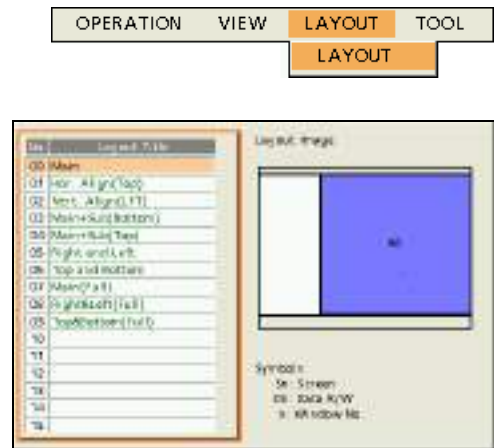 OPERATION VIEW LAYOUT TOOL
LAYOUT
No Layout Title
Layout Image
00 Main
01 Hor. Align(Top)
02 Vert. Align(LFT)
03 Main+Sub(Bottom)
04 Main+Sub(Top)
05 Right and Left
06 Top and Bottom
07 Main(Full)
08 Right&Left(Full)
09 Top&Bottom(Full)
10
11
12
13
14
15
Symbols
Sn Screen
Data R/W
Window No